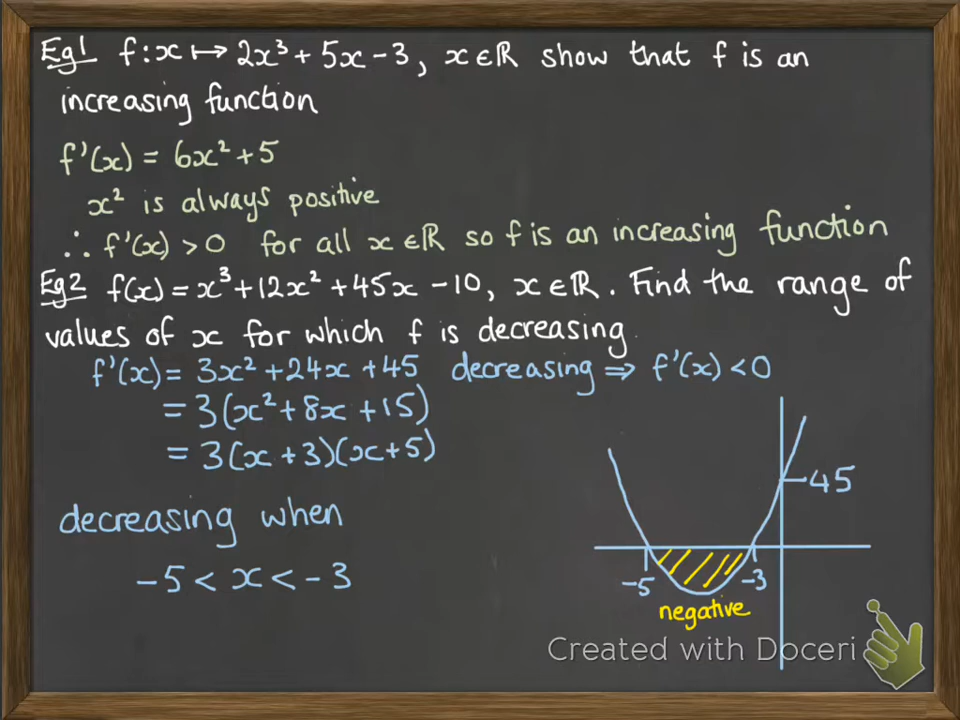 Eg1 f:x ↦ 2x³ + 5x - 3, x∈ℝ show that f is an
increasing function
f'(x) = 6x² + 5
x² is always positive
∴ f'(x) > 0 for all x∈ℝ so f is an increasing function
Eg2 f(x) = x³ + 12x² + 45x - 10, x∈ℝ. Find the range of
values of x for which f is decreasing.
f'(x) = 3x² + 24x + 45 decreasing ⇒ f'(x) < 0
= 3(x² + 8x + 15)
= 3(x + 3)(x + 5)
decreasing when
-5 < x < -3
45
-5 -3
negative
Created with Doceri